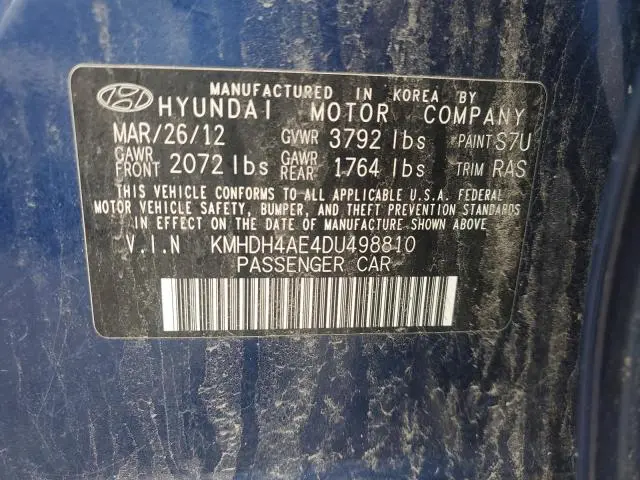 MANUFACTURED IN KOREA BY
HYUNDAI MOTOR COMPANY
MAR/26/12 GVWR 3792 lbs PAINT S7U
GAWR FRONT 2072 lbs GAWR REAR 1764 lbs TRIM RAS
THIS VEHICLE CONFORMS TO ALL APPLICABLE U.S.A. FEDERAL
MOTOR VEHICLE SAFETY, BUMPER, AND THEFT PREVENTION STANDARDS
IN EFFECT ON THE DATE OF MANUFACTURE SHOWN ABOVE.
V.I.N KMHDH4AE4DU498810
PASSENGER CAR